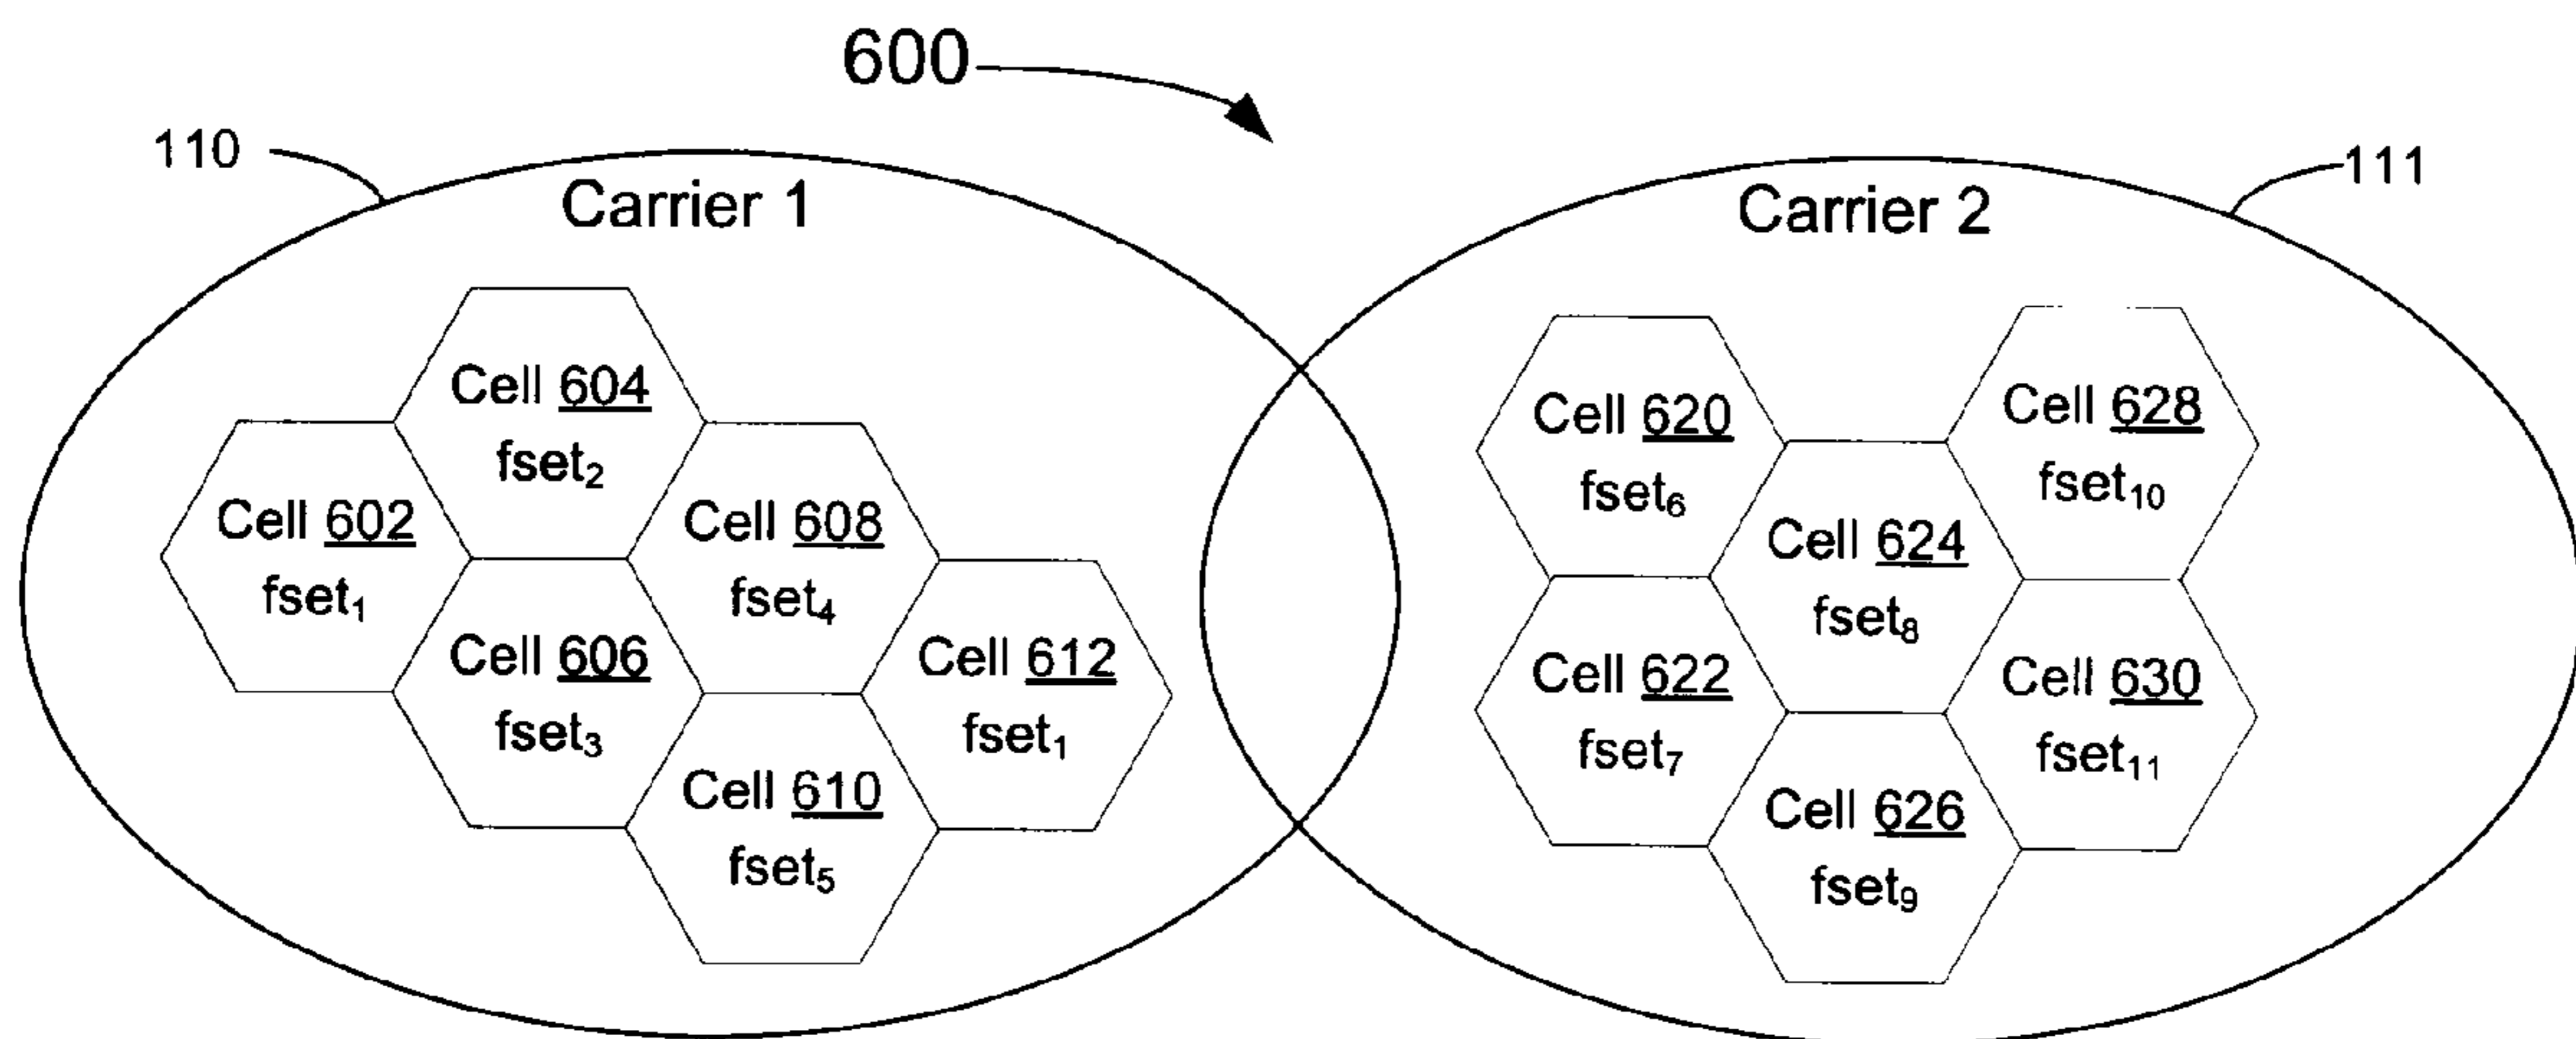 600
110
111
Carrier 1
Carrier 2
Cell 604
fset₂
Cell 602
fset₁
Cell 608
fset₄
Cell 606
fset₃
Cell 612
fset₁
Cell 610
fset₅
Cell 620
fset₆
Cell 628
fset₁₀
Cell 624
fset₈
Cell 622
fset₇
Cell 630
fset₁₁
Cell 626
fset₉